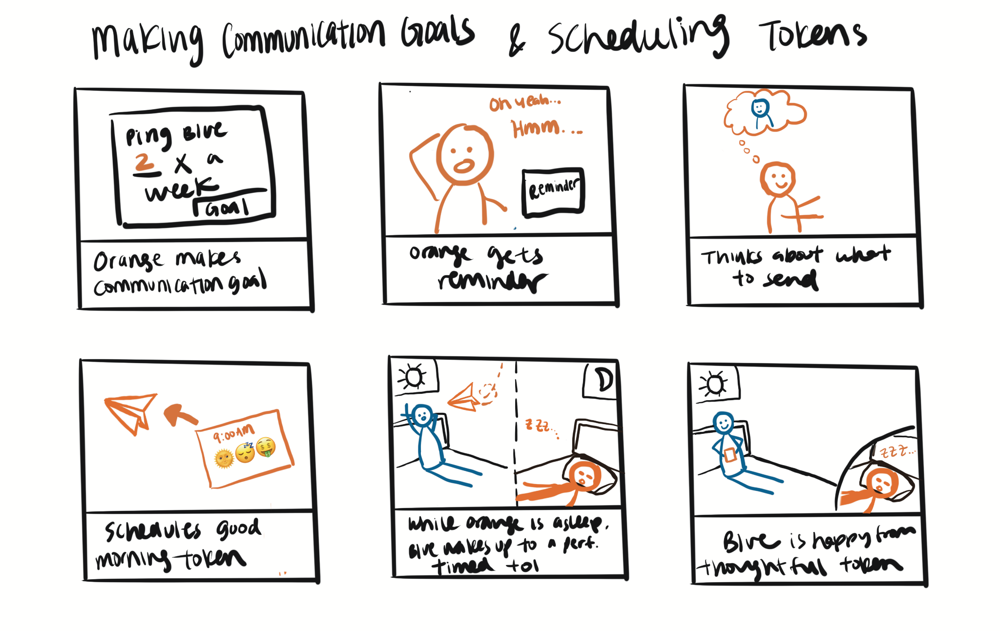 Making Communication Goals & Scheduling Tokens
Ping Blue
2 x a
week
Goal
Orange makes
communication goal
oh yeah...
Hmm. ...
Reminder
orange gets
reminder
Thinks about what
to send
9:00AM
Schedules good
morning token
zzz...
While orange is asleep,
Blue wakes up to a perf.
timed tol
zzz...
Blue is happy from
thoughtful token